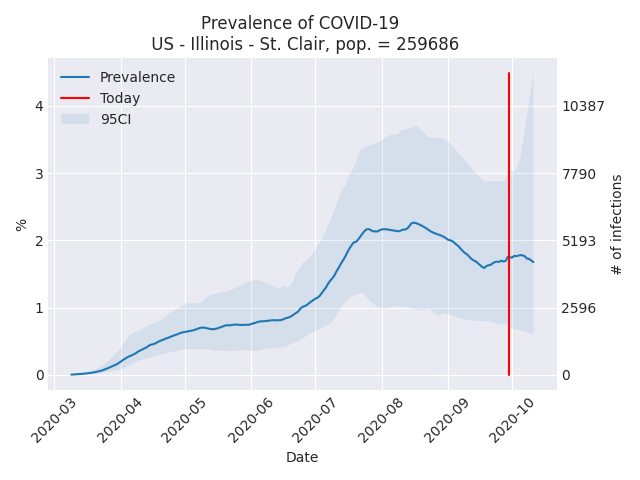 Prevalence of COVID-19
US - Illinois - St. Clair, pop. = 259686
Prevalence
Today
95CI
%
4
3
2
1
0
10387
7790
5193
2596
0
# of infections
2020-03
2020-04
2020-05
2020-06
2020-07
2020-08
2020-09
2020-10
Date